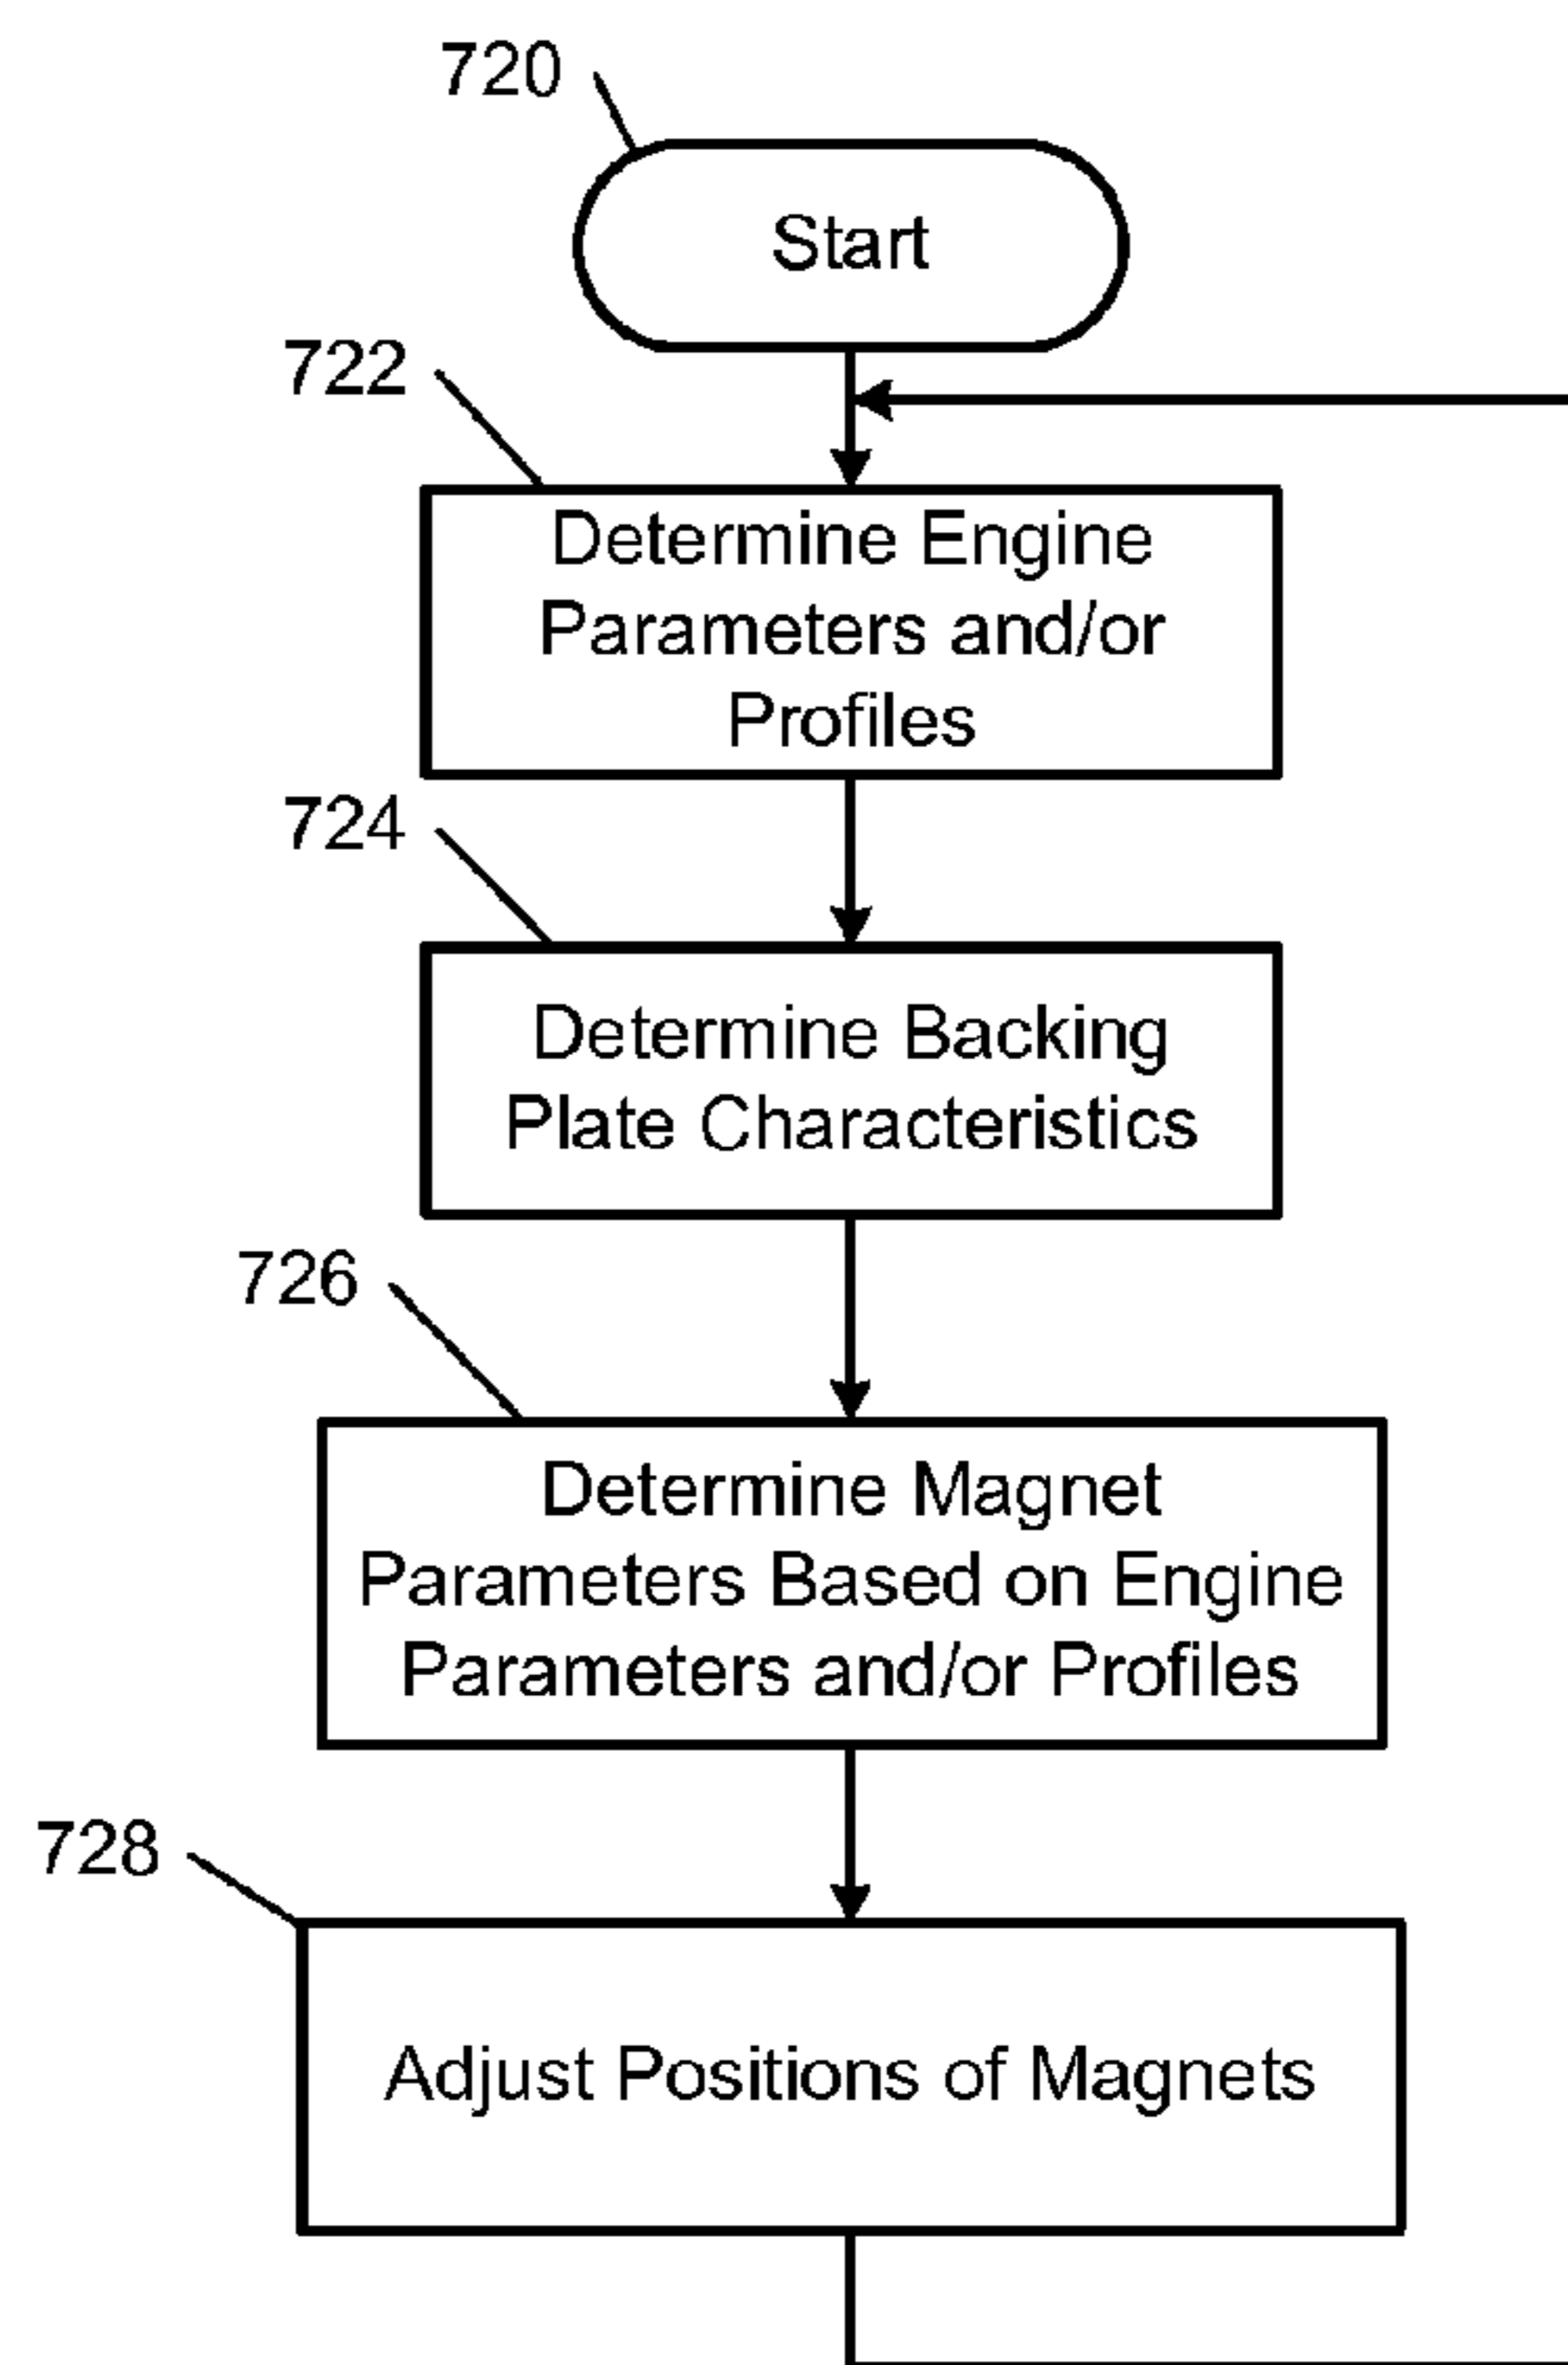 720
Start
722
Determine Engine
Parameters and/or
Profiles
724
Determine Backing
Plate Characteristics
726
Determine Magnet
Parameters Based on Engine
Parameters and/or Profiles
728
Adjust Positions of Magnets